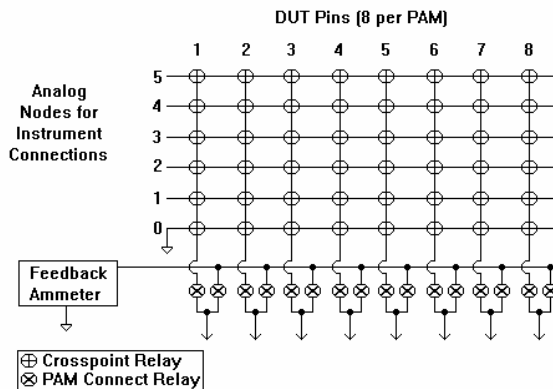 DUT Pins (8 per PAM)
1 2 3 4 5 6 7 8
Analog
Nodes for
Instrument
Connections
5
4
3
2
1
0
Feedback
Ammeter
Crosspoint Relay
PAM Connect Relay